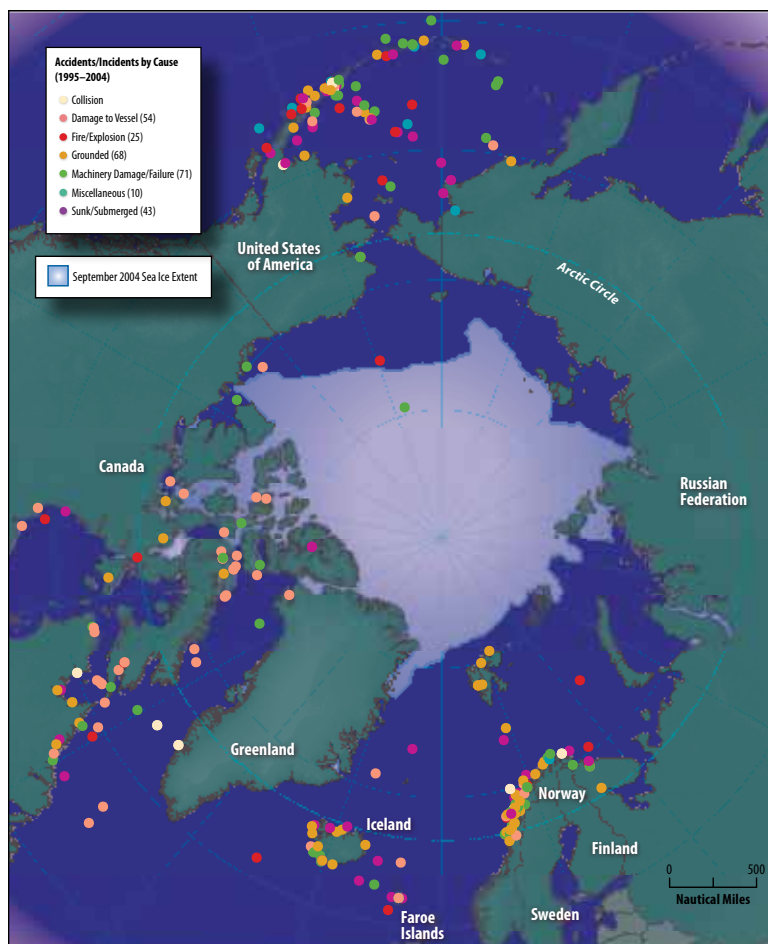 Accidents/Incidents by Cause
(1995–2004)
Collision
Damage to Vessel (54)
Fire/Explosion (25)
Grounded (68)
Machinery Damage/Failure (71)
Miscellaneous (10)
Sunk/Submerged (43)
September 2004 Sea Ice Extent
United States
of America
Arctic Circle
Canada
Russian
Federation
Greenland
Norway
Iceland
Finland
Faroe
Islands
Sweden
0 500
Nautical Miles